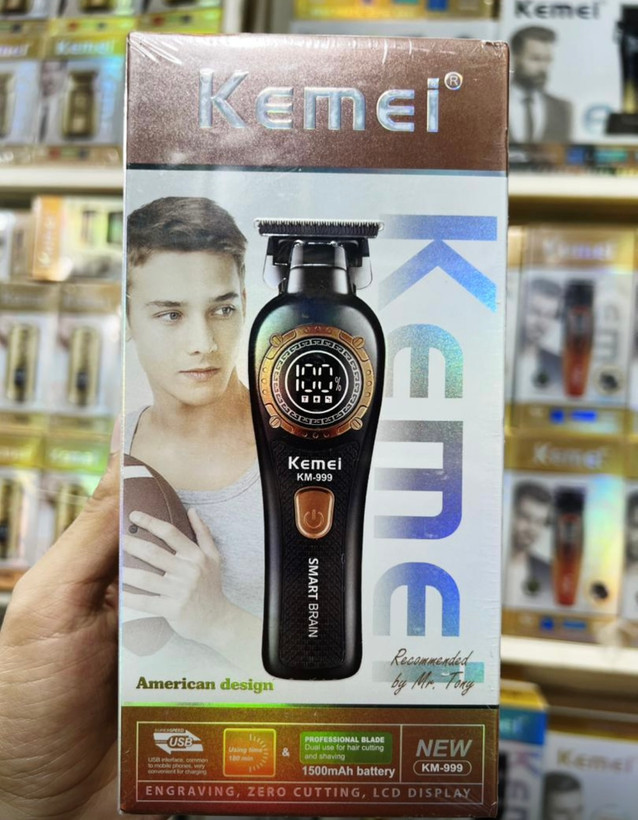 Kemei
Kemei®
Kemei
100%
Kemei
KM-999
SMART BRAIN
Recommended
by Mr. Tony
American design
USB
USB interface, common
to mobile phones, very
convenient for charging
Using time
180 min
&
PROFESSIONAL BLADE
Dual use for hair cutting
and shaving
1500mAh battery
NEW
KM-999
ENGRAVING, ZERO CUTTING, LCD DISPLAY